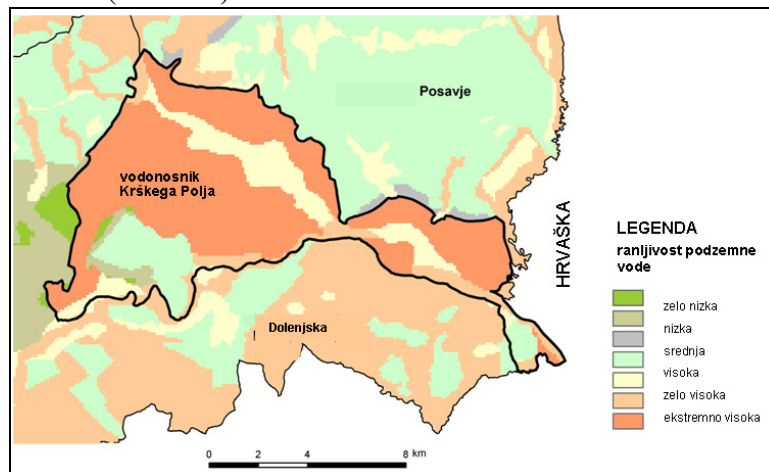 Posavje
vodonosnik
Krškega Polja
Dolenjska
HRVAŠKA
LEGENDA
ranljivost podzemne
vode
zelo nizka
nizka
srednja
visoka
zelo visoka
ekstremno visoka
0 2 4 8 km